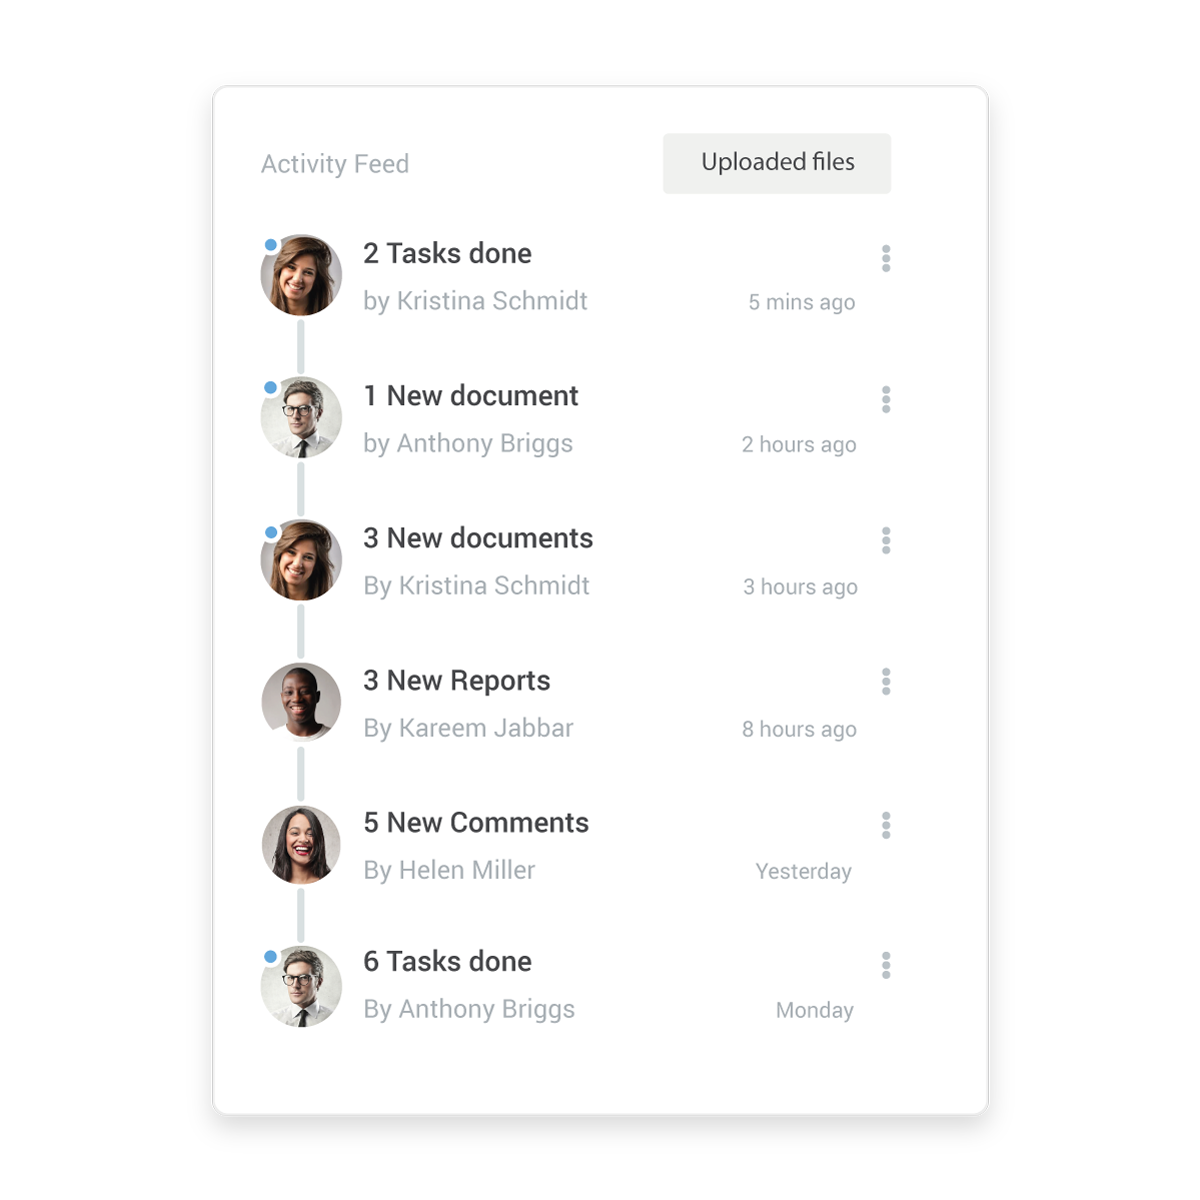 Activity Feed
Uploaded files
2 Tasks done
by Kristina Schmidt
5 mins ago
1 New document
by Anthony Briggs
2 hours ago
3 New documents
By Kristina Schmidt
3 hours ago
3 New Reports
By Kareem Jabbar
8 hours ago
5 New Comments
By Helen Miller
Yesterday
6 Tasks done
By Anthony Briggs
Monday